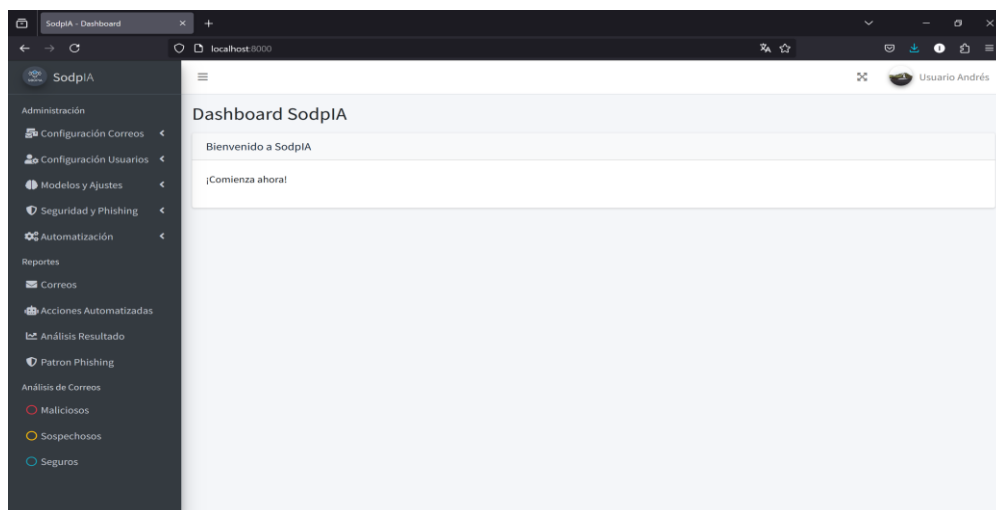 SodpIA - Dashboard
localhost:8000
SodpIA
Usuario Andrés
Administración
Configuración Correos
Configuración Usuarios
Modelos y Ajustes
Seguridad y Phishing
Automatización
Reportes
Correos
Acciones Automatizadas
Análisis Resultado
Patron Phishing
Análisis de Correos
Maliciosos
Sospechosos
Seguros
Dashboard SodpIA
Bienvenido a SodpIA
¡Comienza ahora!